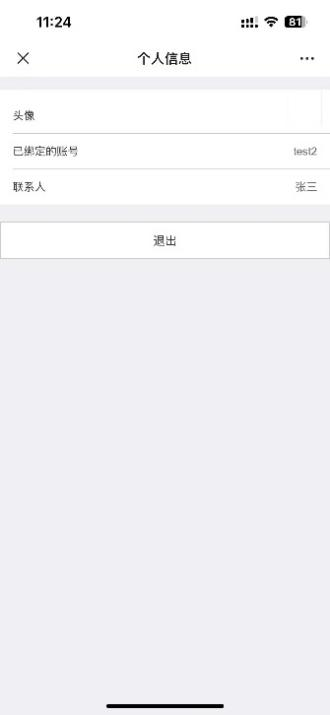 11:24
81
个人信息
头像
已绑定的账号 test2
联系人 张三
退出